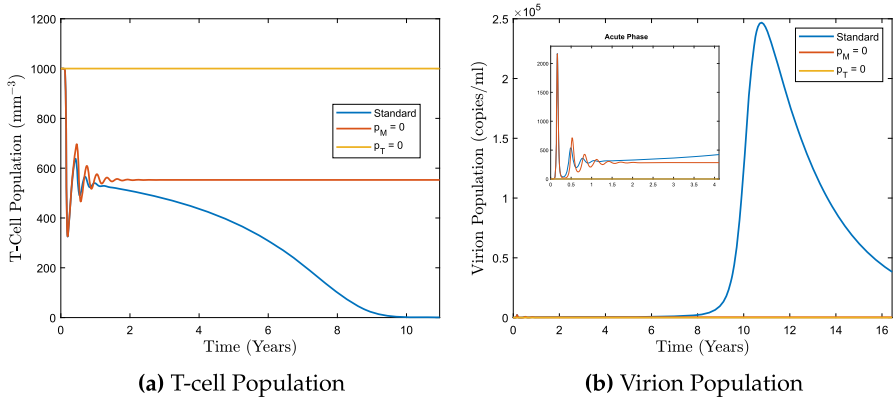 T-Cell Population (mm⁻³)
1200
1000
800
600
400
200
0
0 2 4 6 8 10
Time (Years)
Standard
p_M = 0
p_T = 0
(a) T-cell Population
×10⁵
Virion Population (copies/ml)
2.5
2
1.5
1
0.5
0
0 2 4 6 8 10 12 14 16
Time (Years)
Standard
p_M = 0
p_T = 0
Acute Phase
2000
1500
1000
500
0
0 0.5 1 1.5 2 2.5 3 3.5 4
(b) Virion Population